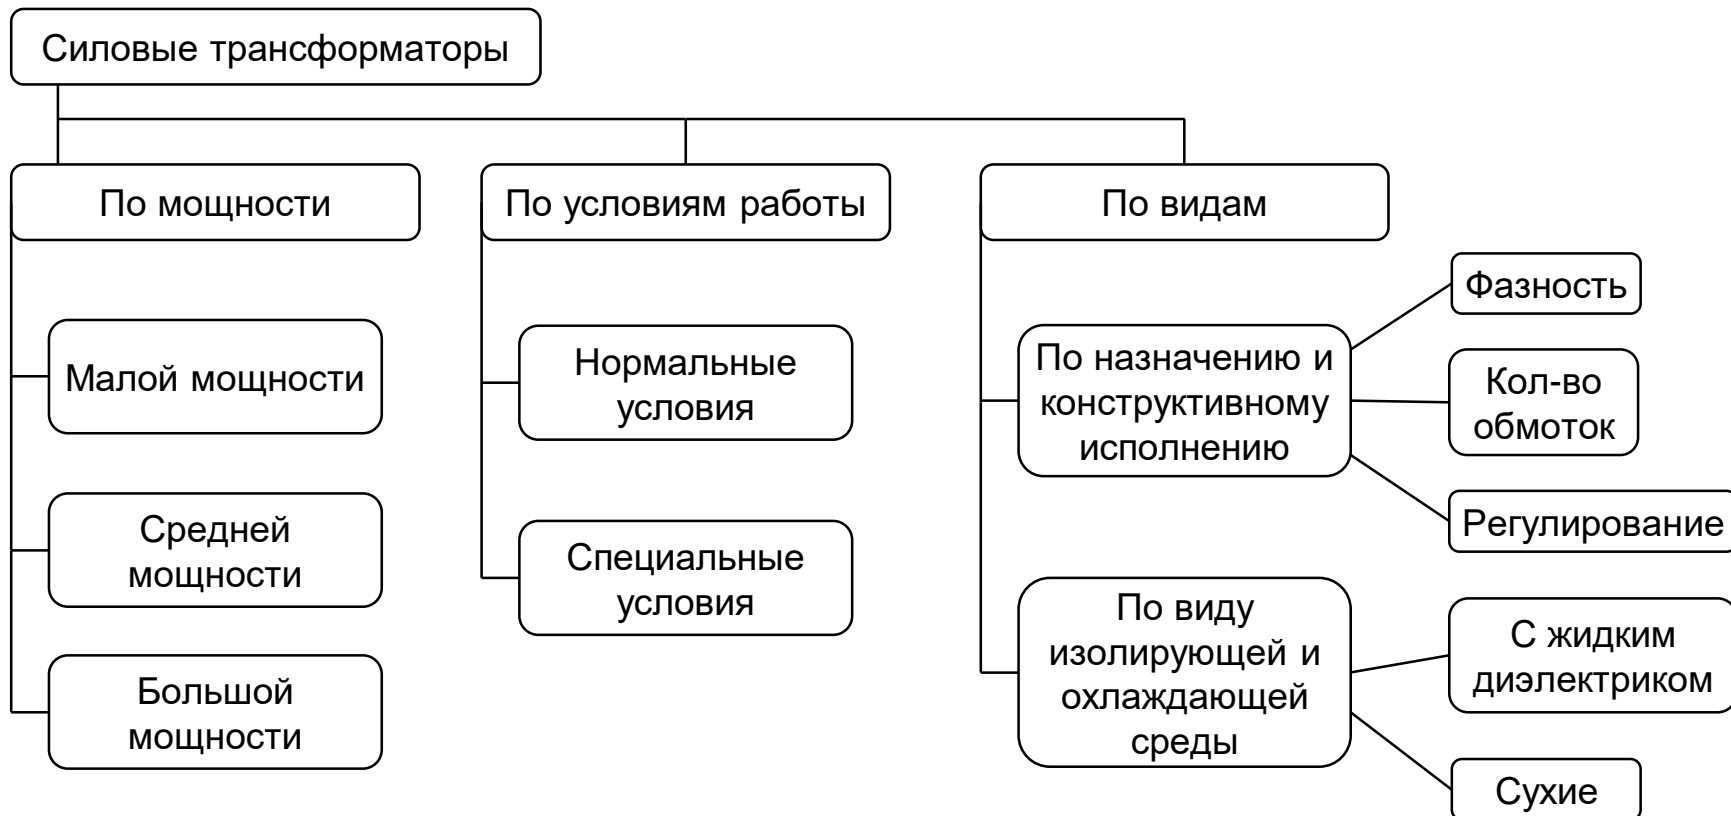 Силовые трансформаторы
По мощности
По условиям работы
По видам
Малой мощности
Средней
мощности
Большой
мощности
Нормальные
условия
Специальные
условия
По назначению и
конструктивному
исполнению
Фазность
Кол-во
обмоток
Регулирование
По виду
изолирующей и
охлаждающей
среды
С жидким
диэлектриком
Сухие